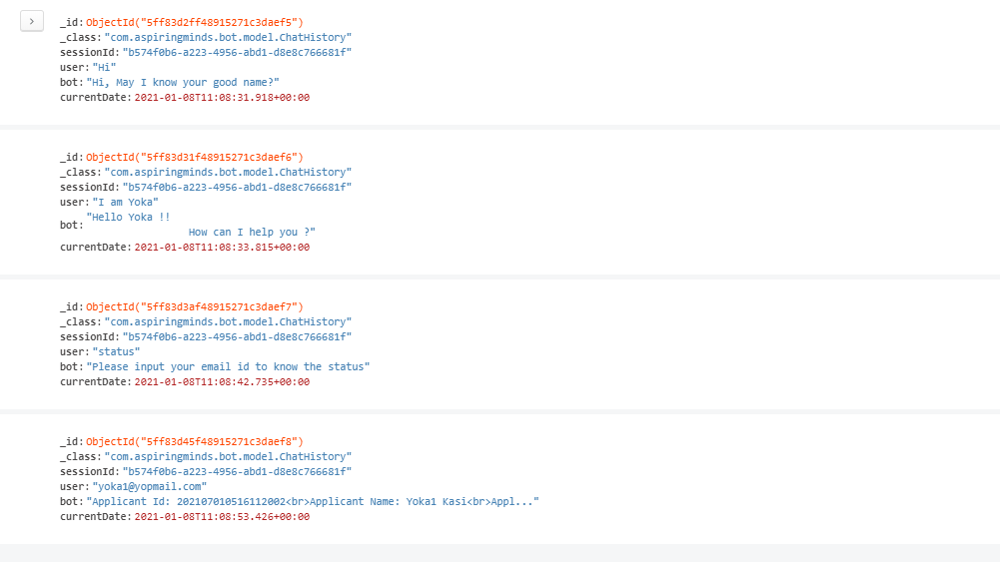 _id: ObjectId("5ff83d2ff48915271c3daef5")
_class: "com.aspiringminds.bot.model.ChatHistory"
sessionId: "b574f0b6-a223-4956-abd1-d8e8c766681f"
user: "Hi"
bot: "Hi, May I know your good name?"
currentDate: 2021-01-08T11:08:31.918+00:00
_id: ObjectId("5ff83d31f48915271c3daef6")
_class: "com.aspiringminds.bot.model.ChatHistory"
sessionId: "b574f0b6-a223-4956-abd1-d8e8c766681f"
user: "I am Yoka"
bot: "Hello Yoka !!
How can I help you ?"
currentDate: 2021-01-08T11:08:33.815+00:00
_id: ObjectId("5ff83d3af48915271c3daef7")
_class: "com.aspiringminds.bot.model.ChatHistory"
sessionId: "b574f0b6-a223-4956-abd1-d8e8c766681f"
user: "status"
bot: "Please input your email id to know the status"
currentDate: 2021-01-08T11:08:42.735+00:00
_id: ObjectId("5ff83d45f48915271c3daef8")
_class: "com.aspiringminds.bot.model.ChatHistory"
sessionId: "b574f0b6-a223-4956-abd1-d8e8c766681f"
user: "yoka1@yopmail.com"
bot: "Applicant Id: 202107010516112002<br>Applicant Name: Yoka1 Kasi<br>Appl..."
currentDate: 2021-01-08T11:08:53.426+00:00